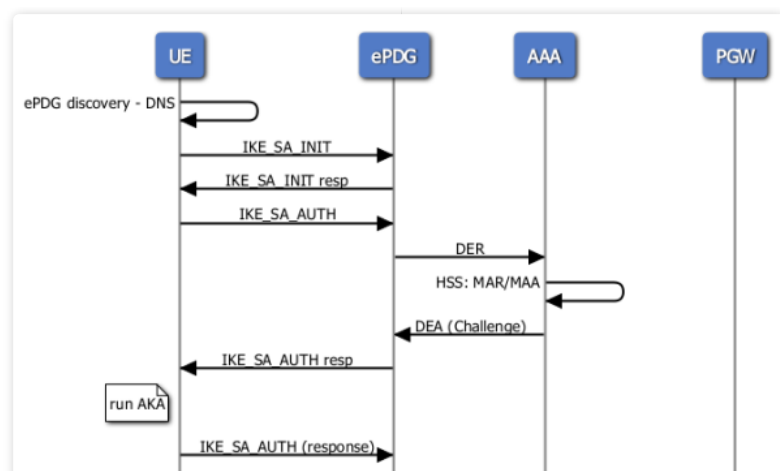 UE
ePDG
AAA
PGW
ePDG discovery - DNS
IKE_SA_INIT
IKE_SA_INIT resp
IKE_SA_AUTH
DER
HSS: MAR/MAA
DEA (Challenge)
IKE_SA_AUTH resp
run AKA
IKE_SA_AUTH (response)